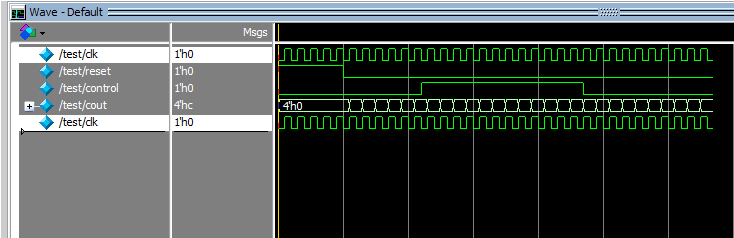 Wave - Default
Msgs
/test/clk 1'h0
/test/reset 1'h0
/test/control 1'h0
/test/cout 4'hc 4'h0
/test/clk 1'h0